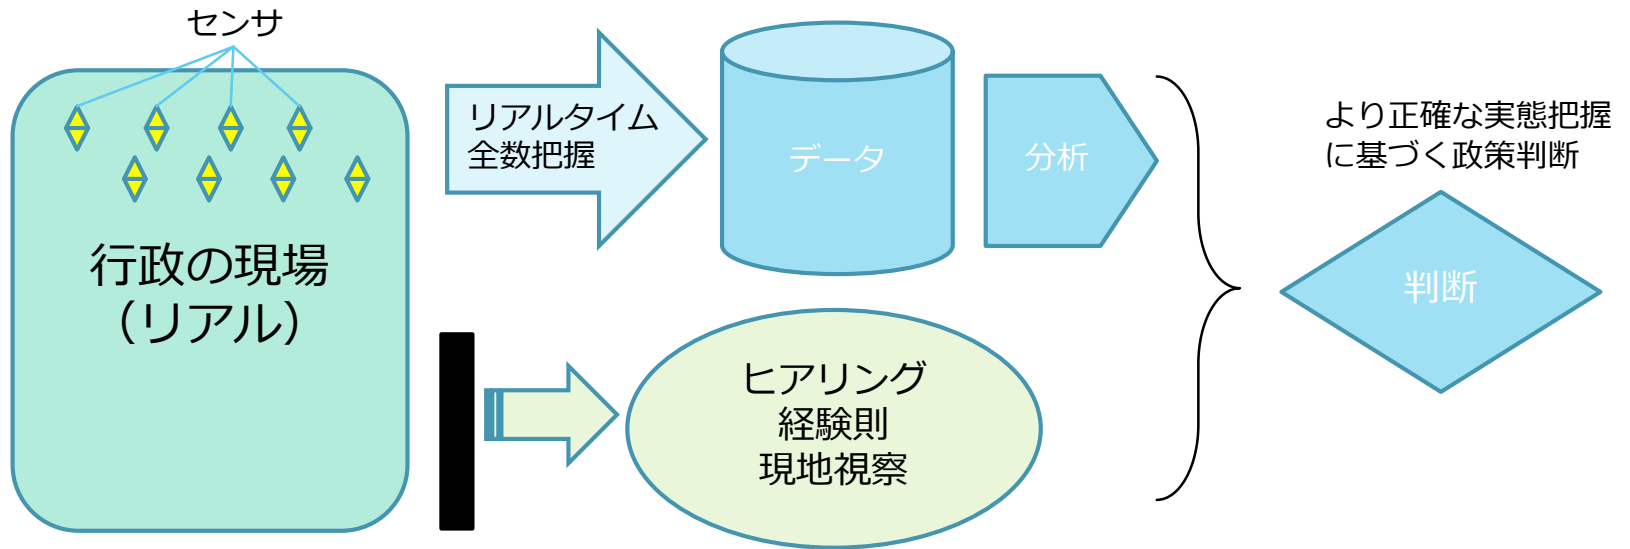 センサ
行政の現場
（リアル）
リアルタイム
全数把握
データ
分析
ヒアリング
経験則
現地視察
より正確な実態把握
に基づく政策判断
判断